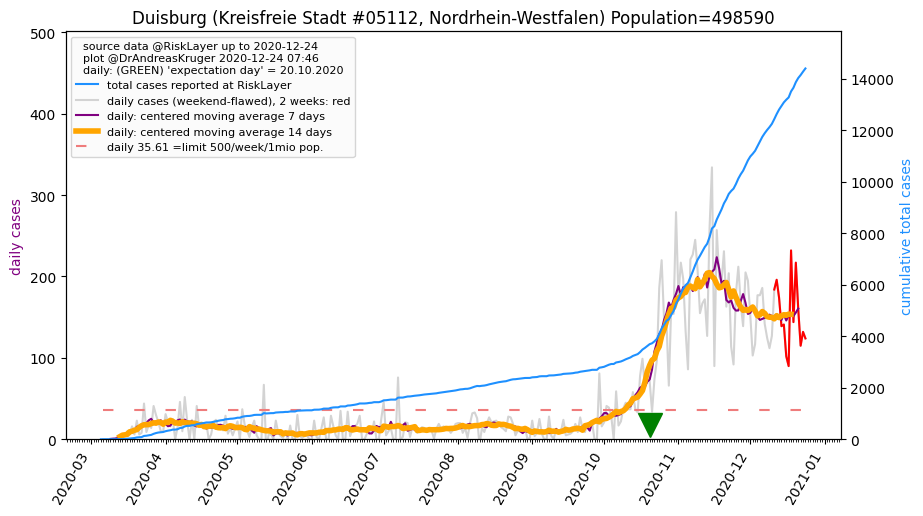 Duisburg (Kreisfreie Stadt #05112, Nordrhein-Westfalen) Population=498590
source data @RiskLayer up to 2020-12-24
plot @DrAndreasKruger 2020-12-24 07:46
daily: (GREEN) 'expectation day' = 20.10.2020
total cases reported at RiskLayer
daily cases (weekend-flawed), 2 weeks: red
daily: centered moving average 7 days
daily: centered moving average 14 days
daily 35.61 =limit 500/week/1mio pop.
daily cases
500
400
300
200
100
0
cumulative total cases
14000
12000
10000
8000
6000
4000
2000
0
2020-03
2020-04
2020-05
2020-06
2020-07
2020-08
2020-09
2020-10
2020-11
2020-12
2021-01